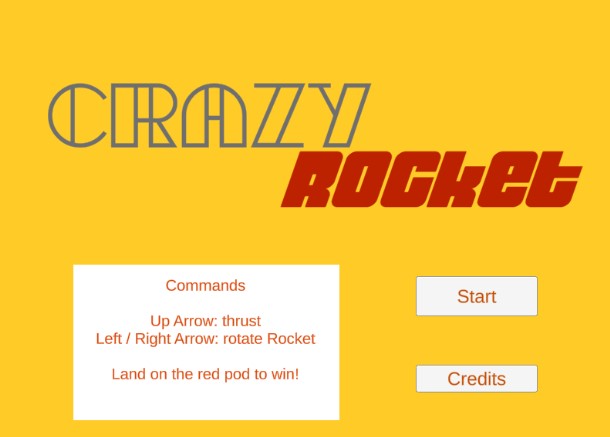 CRAZY
ROCKET
Commands
Up Arrow: thrust
Left / Right Arrow: rotate Rocket
Land on the red pod to win!
Start
Credits